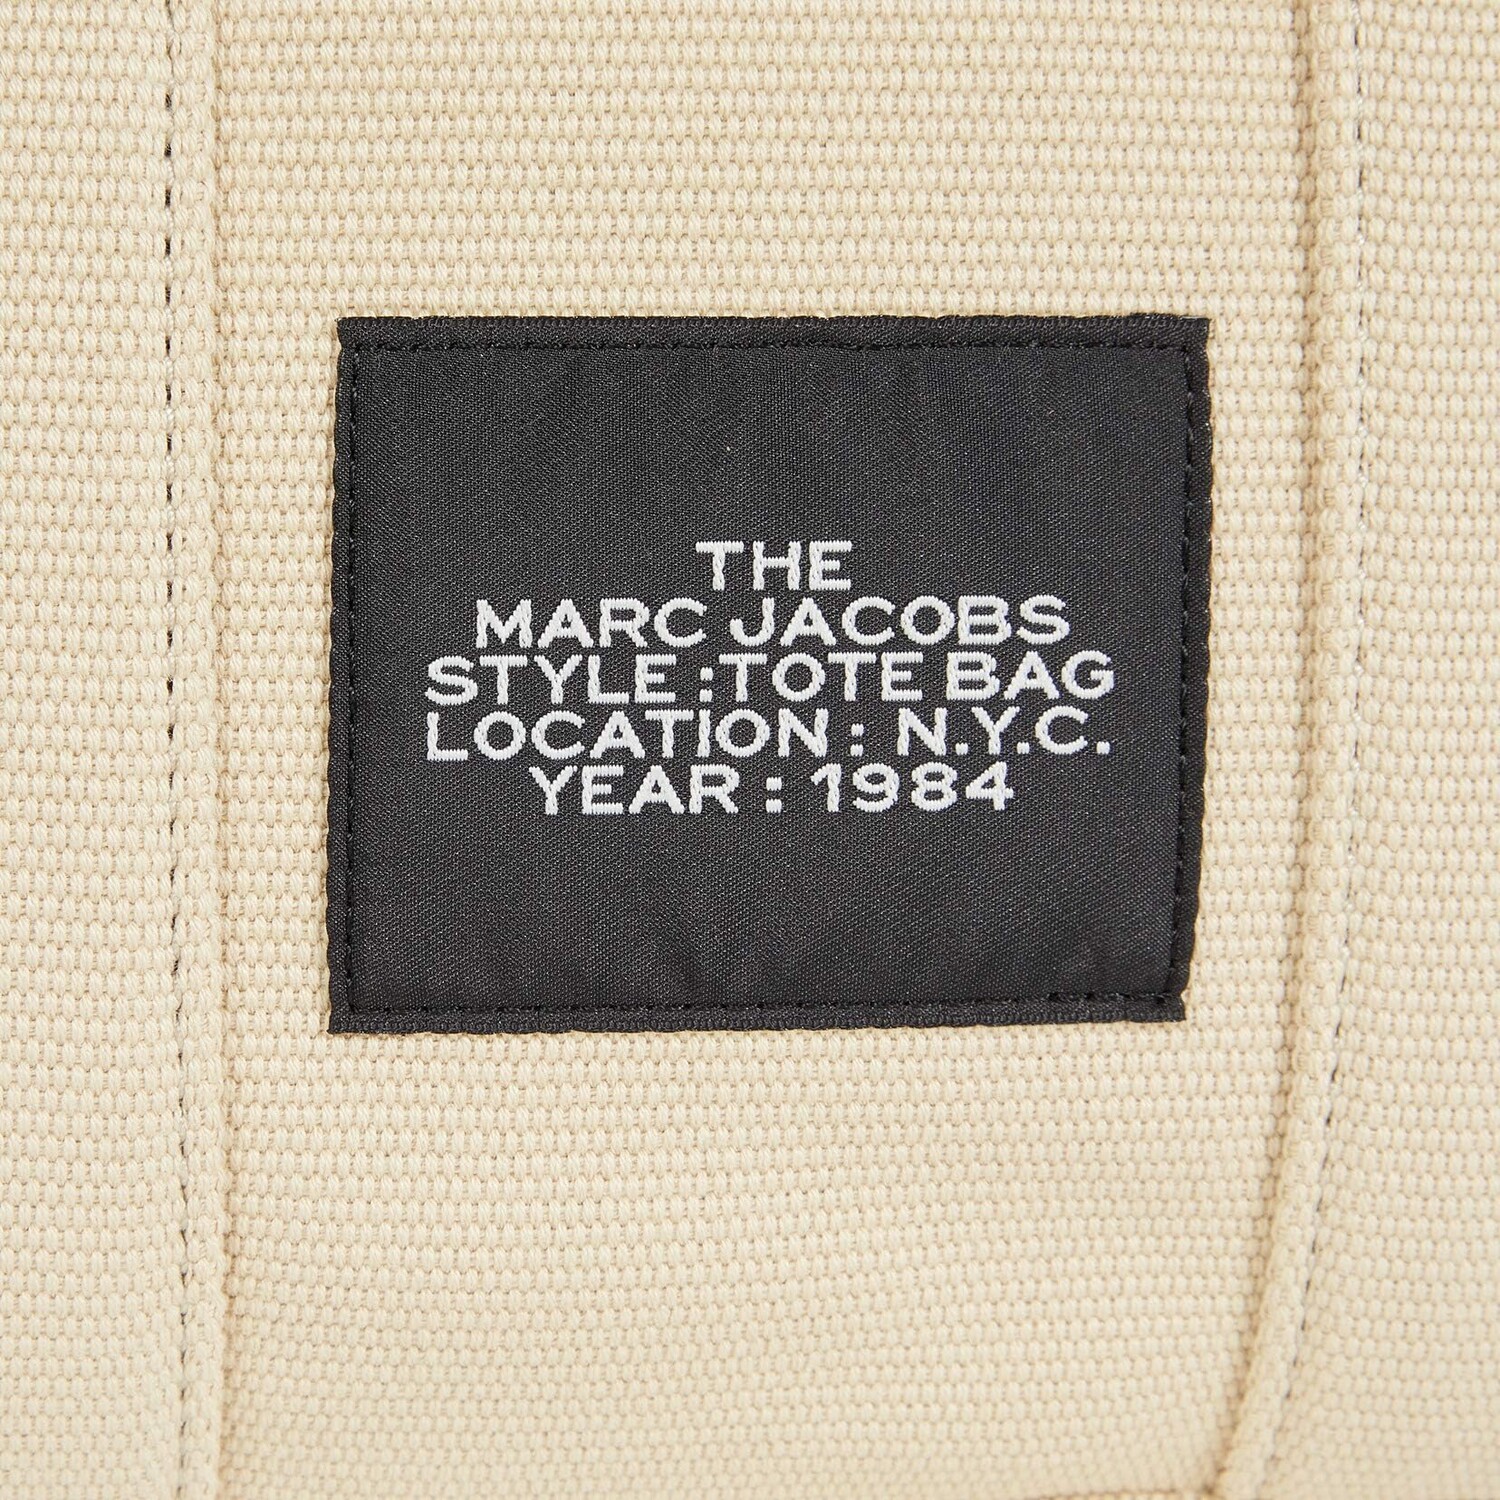 THE
MARC JACOBS
STYLE :TOTE BAG
LOCATION : N.Y.C.
YEAR : 1984